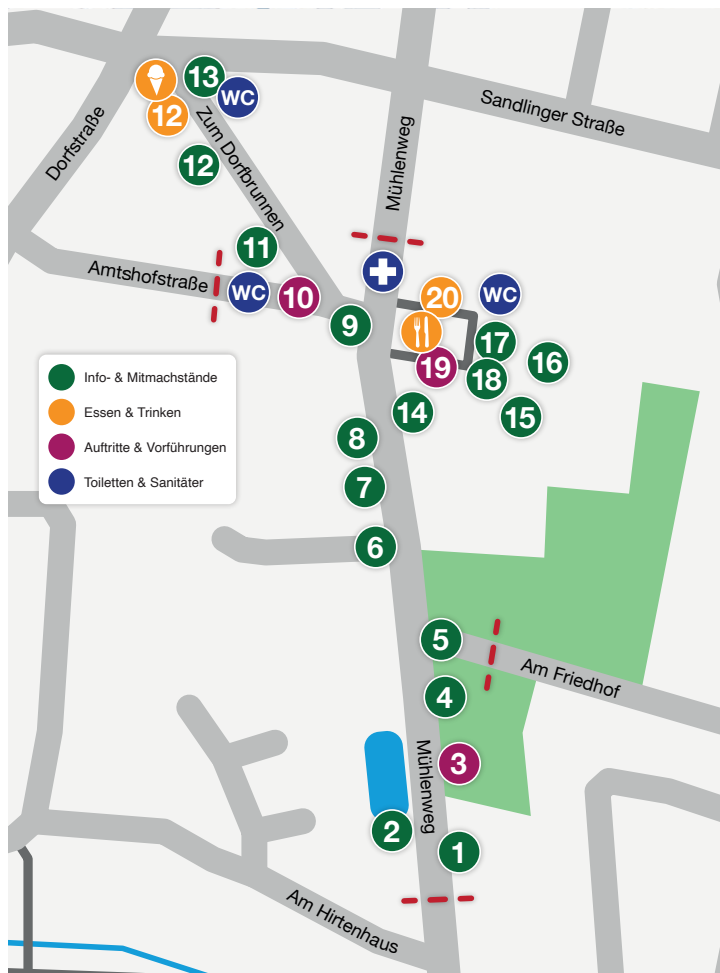 13
WC
12
Zum Dorfbrunnen
12
Dorfstraße
Mühlenweg
Sandlinger Straße
11
Amtshofstraße
WC
10
9
20
WC
17
16
19
18
15
14
Info- & Mitmachstände
Essen & Trinken
Auftritte & Vorführungen
Toiletten & Sanitäter
8
7
6
5
Am Friedhof
4
3
Mühlenweg
2
1
Am Hirtenhaus